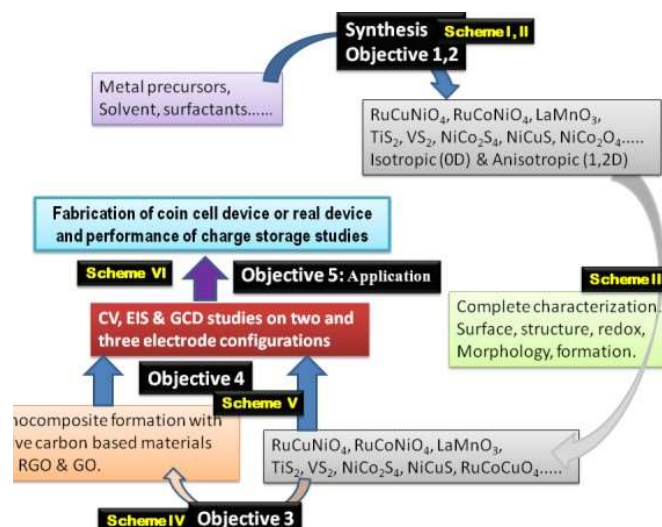 Synthesis
Objective 1,2
Scheme I, II
Metal precursors,
Solvent, surfactants......
RuCuNiO₄, RuCoNiO₄, LaMnO₃,
TiS₂, VS₂, NiCo₂S₄, NiCuS, NiCo₂O₄.....
Isotropic (0D) & Anisotropic (1,2D)
Fabrication of coin cell device or real device
and performance of charge storage studies
Scheme VI
Objective 5: Application
Scheme II
Complete characterization.
Surface, structure, redox,
Morphology, formation.
CV, EIS & GCD studies on two and
three electrode configurations
Objective 4
Scheme V
nocomposite formation with
ve carbon based materials
RGO & GO.
RuCuNiO₄, RuCoNiO₄, LaMnO₃,
TiS₂, VS₂, NiCo₂S₄, NiCuS, RuCoCuO₄.....
Scheme IV
Objective 3